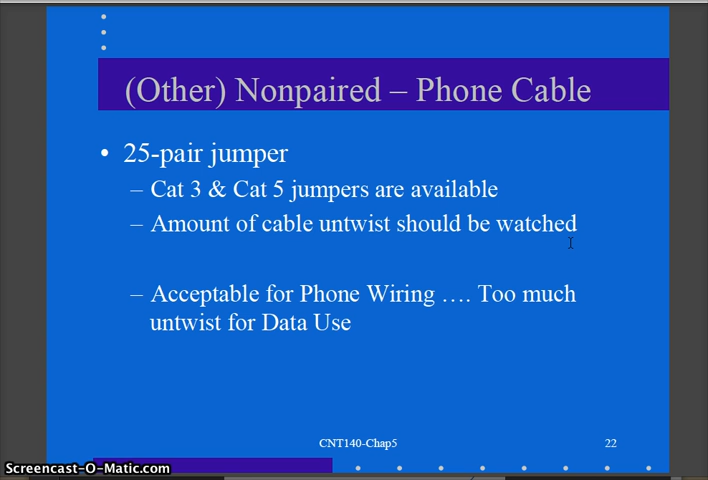 (Other) Nonpaired – Phone Cable
• 25-pair jumper
– Cat 3 & Cat 5 jumpers are available
– Amount of cable untwist should be watched
– Acceptable for Phone Wiring …. Too much
untwist for Data Use
CNT140-Chap5
22
Screencast-O-Matic.com